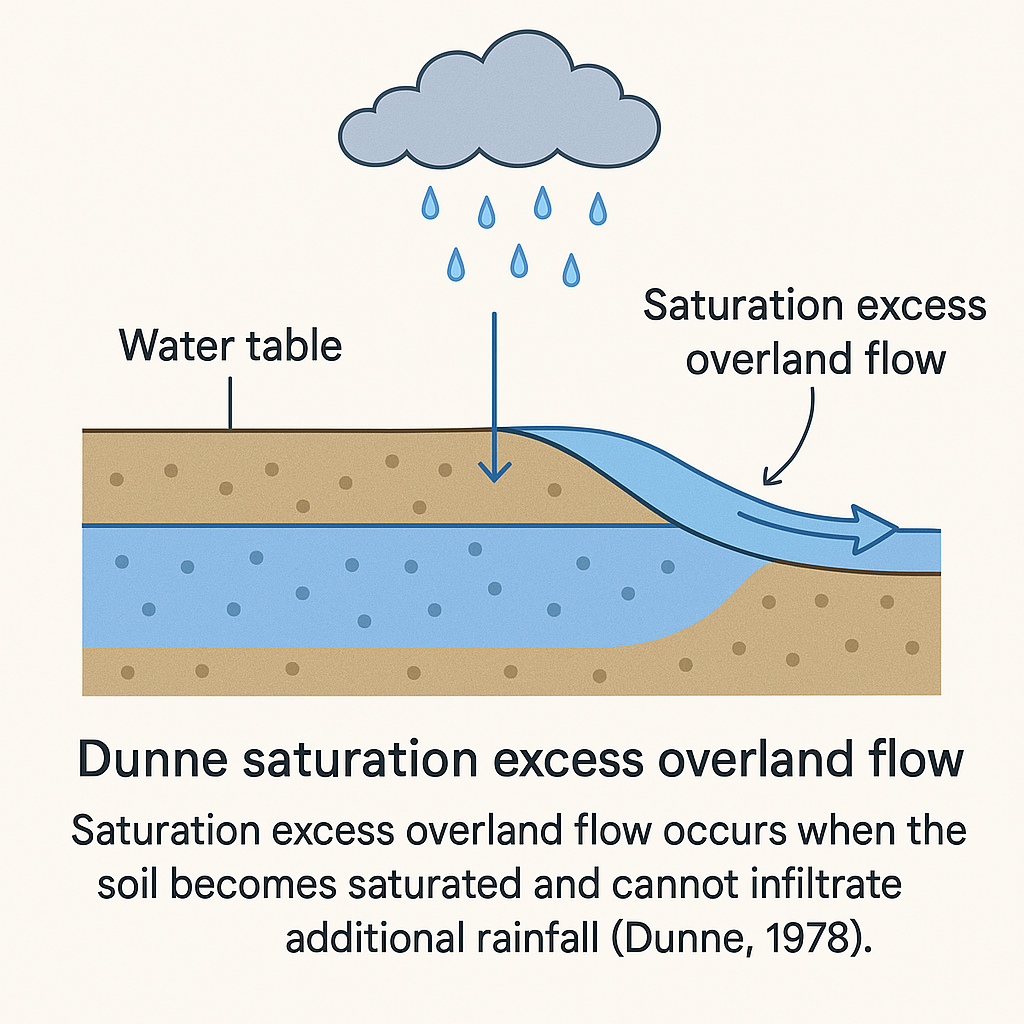 Water table
Saturation excess
overland flow
Dunne saturation excess overland flow
Saturation excess overland flow occurs when the
soil becomes saturated and cannot infiltrate
additional rainfall (Dunne, 1978).